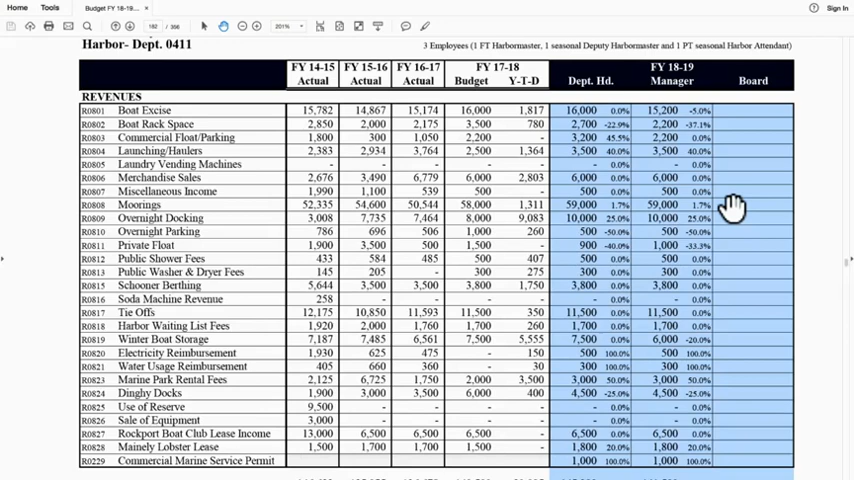 Home Tools Budget FY 18-19... × Sign In
162 / 356 201%
Harbor- Dept. 0411 3 Employees (1 FT Harbormaster, 1 seasonal Deputy Harbormaster and 1 PT seasonal Harbor Attendant)
FY 14-15 FY 15-16 FY 16-17 FY 17-18 FY 18-19
Actual Actual Actual Budget Y-T-D Dept. Hd. Manager Board
REVENUES
R0801 Boat Excise 15,782 14,867 15,174 16,000 1,817 16,000 0.0% 15,200 -5.0%
R0802 Boat Rack Space 2,850 2,000 2,175 3,500 780 2,700 -22.9% 2,200 -37.1%
R0803 Commercial Float/Parking 1,800 300 1,050 2,200 - 3,200 45.5% 2,200 0.0%
R0804 Launching/Haulers 2,383 2,934 3,764 2,500 1,364 3,500 40.0% 3,500 40.0%
R0805 Laundry Vending Machines - - - - - - 0.0% - 0.0%
R0806 Merchandise Sales 2,676 3,490 6,779 6,000 2,803 6,000 0.0% 6,000 0.0%
R0807 Miscellaneous Income 1,990 1,100 539 500 - 500 0.0% 500 0.0%
R0808 Moorings 52,335 54,600 50,544 58,000 1,311 59,000 1.7% 59,000 1.7%
R0809 Overnight Docking 3,008 7,735 7,464 8,000 9,083 10,000 25.0% 10,000 25.0%
R0810 Overnight Parking 786 696 506 1,000 260 500 -50.0% 500 -50.0%
R0811 Private Float 1,900 3,500 500 1,500 - 900 -40.0% 1,000 -33.3%
R0812 Public Shower Fees 433 584 485 500 407 500 0.0% 500 0.0%
R0813 Public Washer & Dryer Fees 145 205 - 300 275 300 0.0% 300 0.0%
R0815 Schooner Berthing 5,644 3,500 3,500 3,800 1,750 3,800 0.0% 3,800 0.0%
R0816 Soda Machine Revenue 258 - - - - - 0.0% - 0.0%
R0817 Tie Offs 12,175 10,850 11,593 11,500 350 11,500 0.0% 11,500 0.0%
R0818 Harbor Waiting List Fees 1,920 2,000 1,760 1,700 260 1,700 0.0% 1,700 0.0%
R0819 Winter Boat Storage 7,187 7,485 6,561 7,500 5,555 7,500 0.0% 6,000 -20.0%
R0820 Electricity Reimbursement 1,930 625 475 - 150 500 100.0% 500 100.0%
R0821 Water Usage Reimbursement 405 660 360 - 30 300 100.0% 300 100.0%
R0823 Marine Park Rental Fees 2,125 6,725 1,750 2,000 3,500 3,000 50.0% 3,000 50.0%
R0824 Dinghy Docks 1,900 3,000 3,500 6,000 400 4,500 -25.0% 4,500 -25.0%
R0825 Use of Reserve 9,500 - - - - - 0.0% - 0.0%
R0826 Sale of Equipment 3,000 - - - - - 0.0% - 0.0%
R0827 Rockport Boat Club Lease Income 13,000 6,500 6,500 6,500 - 6,500 0.0% 6,500 0.0%
R0828 Mainely Lobster Lease 1,500 1,700 1,700 1,500 - 1,800 20.0% 1,800 20.0%
R0229 Commercial Marine Service Permit 1,000 100.0% 1,000 100.0%